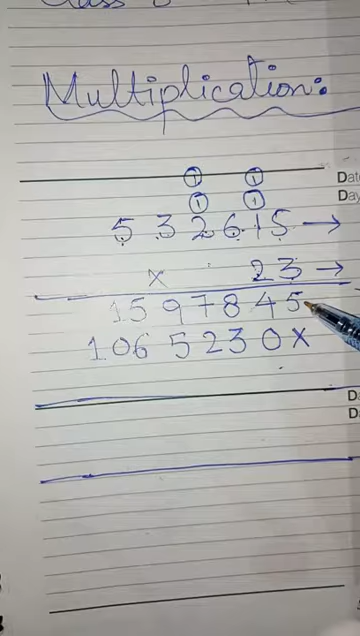 Multiplication:
Dat
① ①
① ① Day
5 3 2 6 1 5 →
× 2 3 →
1 5 9 7 8 4 5
1 0 6 5 2 3 0 ×
D
D